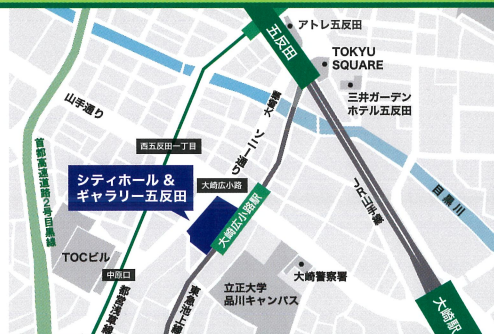 アトレ五反田
五反田
TOKYU
SQUARE
三井ガーデン
ホテル五反田
山手通り
ソニー通り
西五反田一丁目
首都高速道路2号目黒線
シティホール &
ギャラリー五反田
大崎広小路
大崎広小路駅
JR山手線
目黒川
TOCビル
中原口
都営浅草線
東急池上線
立正大学
品川キャンパス
大崎警察署
大崎駅